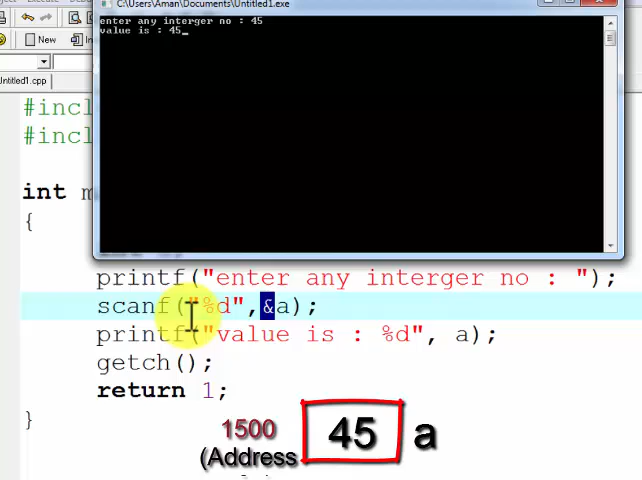 C:\Users\Aman\Documents\Untitled1.exe
enter any interger no : 45
value is : 45_
New
Untitled1.cpp
#incl
#incl
int m
{
printf("enter any interger no : ");
scanf("%d",&a);
printf("value is : %d", a);
getch();
return 1;
}
1500
45
a
(Address